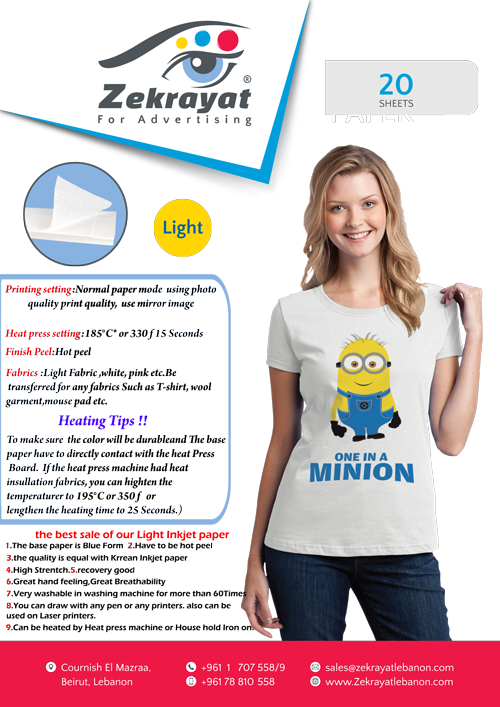 Zekrayat®
For Advertising
20
SHEETS
PAPER
Light
Printing setting:Normal paper mode using photo
quality print quality, use mirror image
Heat press setting:185°C* or 330 f 15 Seconds
Finish Peel:Hot peel
Fabrics :Light Fabric ,white, pink etc.Be
transferred for any fabrics Such as T-shirt, wool
garment,mouse pad etc.
Heating Tips !!
To make sure the color will be durableand The base
paper have to directly contact with the heat Press
Board. If the heat press machine had heat
insullation fabrics, you can highten the
temperaturer to 195°C or 350 f or
lengthen the heating time to 25 Seconds.)
the best sale of our Light Inkjet paper
1.The base paper is Blue Form 2.Have to be hot peel
3.the quality is equal with Krrean Inkjet paper
4.High Strentch.5.recovery good
6.Great hand feeling,Great Breathability
7.Very washable in washing machine for more than 60Times
8.You can draw with any pen or any printers. also can be
used on Laser printers.
9.Can be heated by Heat press machine or House hold Iron on.
ONE IN A
MINION
Cournish El Mazraa,
Beirut, Lebanon
+961 1 707 558/9
+961 78 810 558
sales@zekrayatlebanon.com
www.Zekrayatlebanon.com